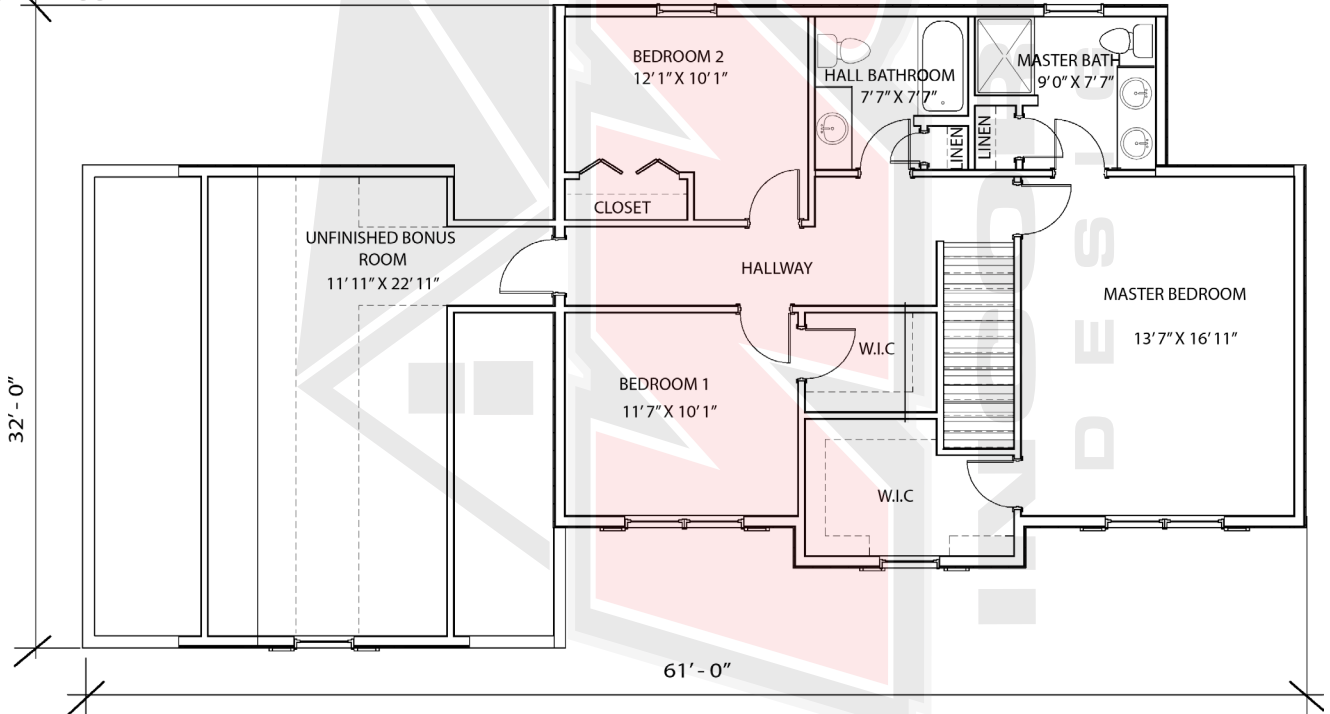 BEDROOM 2
12' 1" X 10' 1"
HALL BATHROOM
7' 7" X 7' 7"
MASTER BATH
9' 0" X 7' 7"
LINEN
LINEN
CLOSET
UNFINISHED BONUS
ROOM
11' 11" X 22' 11"
HALLWAY
MASTER BEDROOM
13' 7" X 16' 11"
W.I.C
BEDROOM 1
11' 7" X 10' 1"
W.I.C
32' - 0"
61' - 0"